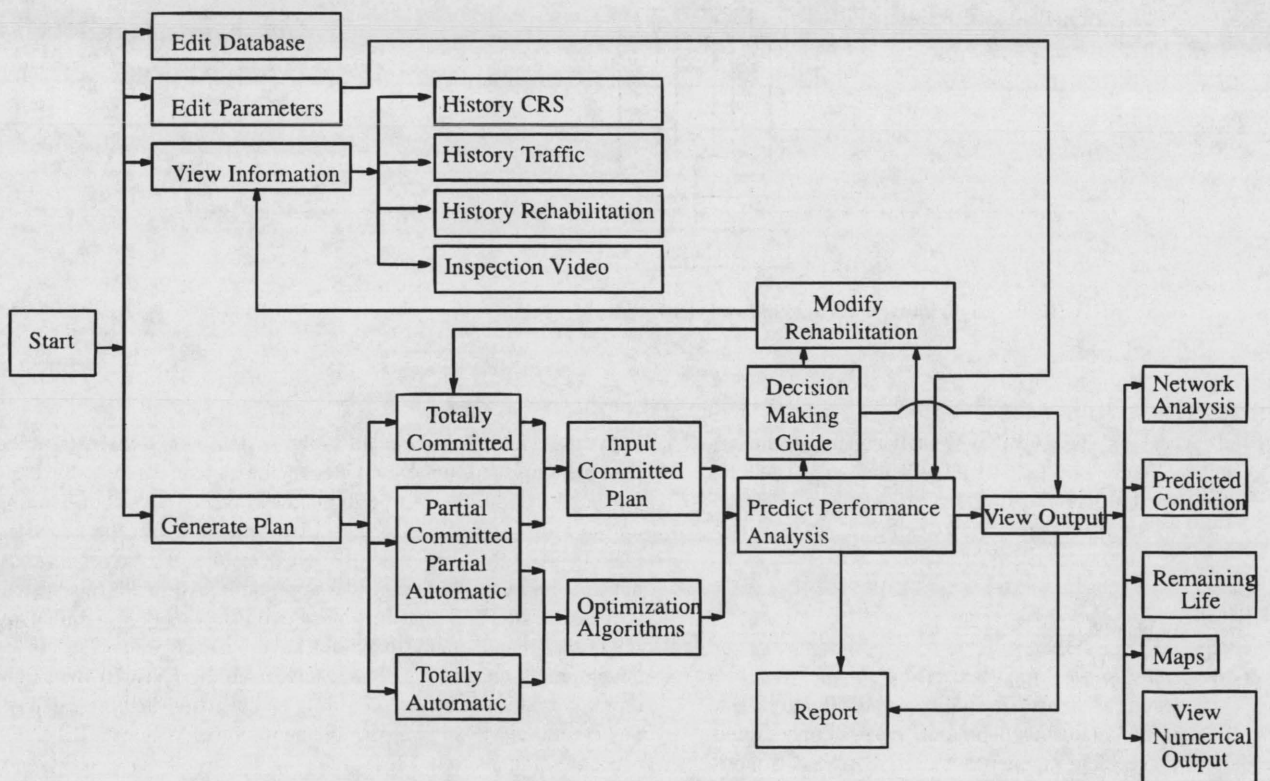 Edit Database
Edit Parameters
View Information
History CRS
History Traffic
History Rehabilitation
Inspection Video
Start
Modify
Rehabilitation
Decision
Making
Guide
Totally
Committed
Input
Committed
Plan
Generate Plan
Partial
Committed
Partial
Automatic
Optimization
Algorithms
Totally
Automatic
Predict Performance
Analysis
View Output
Report
Network
Analysis
Predicted
Condition
Remaining
Life
Maps
View
Numerical
Output